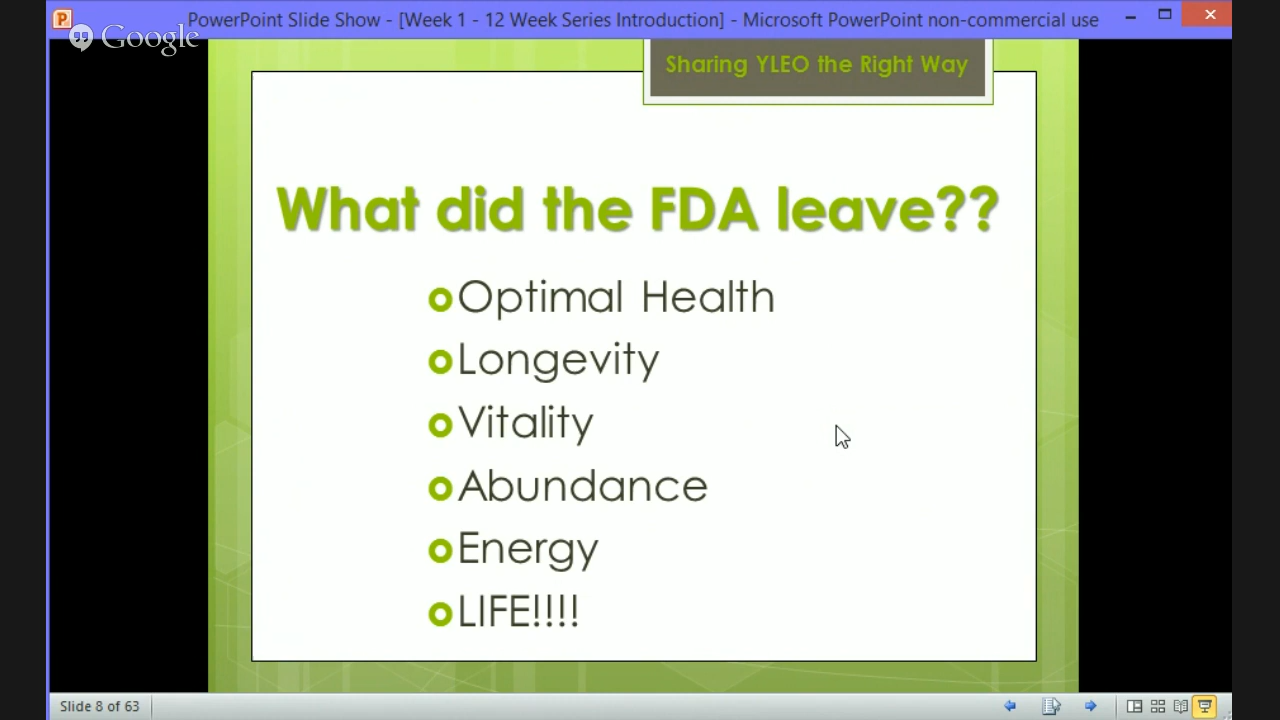 PowerPoint Slide Show - [Week 1 - 12 Week Series Introduction] - Microsoft PowerPoint non-commercial use
Google
Sharing YLEO the Right Way
What did the FDA leave??
Optimal Health
Longevity
Vitality
Abundance
Energy
LIFE!!!!
Slide 8 of 63